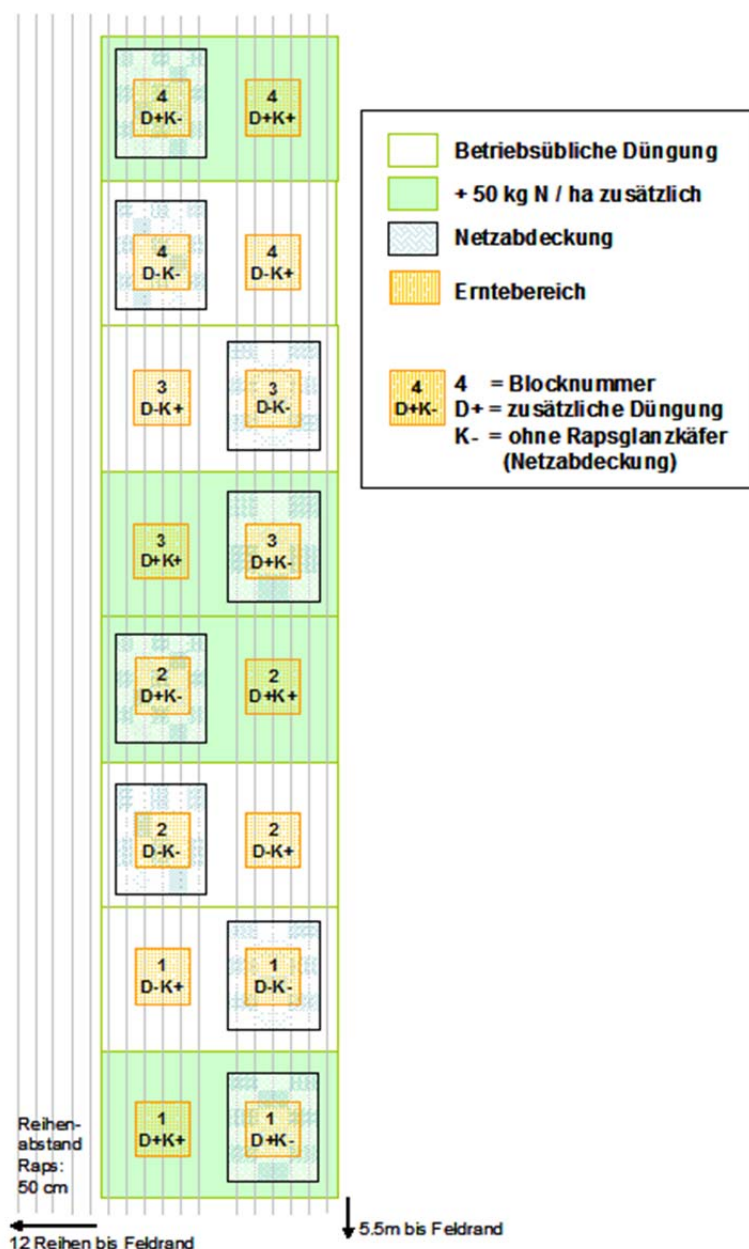 4 4
D+K- D+K+
4 4
D-K- D-K+
3 3
D-K+ D-K-
3 3
D+K+ D+K-
2 2
D+K- D+K+
2 2
D-K- D-K+
1 1
D-K+ D-K-
1 1
D+K+ D+K-
Reihen-
abstand
Raps:
50 cm
12 Reihen bis Feldrand
5.5m bis Feldrand
Betriebsübliche Düngung
+ 50 kg N / ha zusätzlich
Netzabdeckung
Erntebereich
4
D+K-
4 = Blocknummer
D+ = zusätzliche Düngung
K- = ohne Rapsglanzkäfer
(Netzabdeckung)